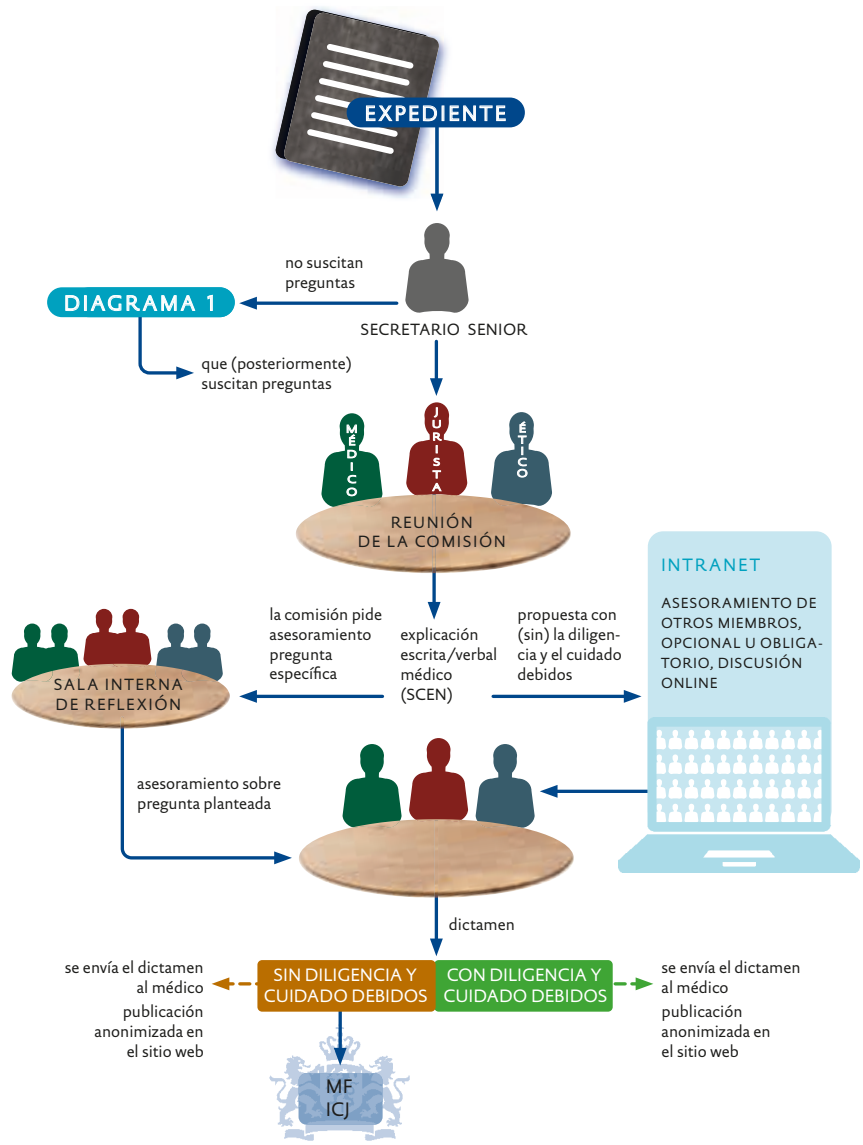 EXPEDIENTE
no suscitan
preguntas
DIAGRAMA 1
SECRETARIO SENIOR
que (posteriormente)
suscitan preguntas
MÉDICO
JURISTA
ÉTICO
REUNIÓN
DE LA COMISIÓN
INTRANET
ASESORAMIENTO DE
OTROS MIEMBROS,
OPCIONAL U OBLIGA-
TORIO, DISCUSIÓN
ONLINE
la comisión pide
asesoramiento
pregunta
específica
explicación
escrita/verbal
médico
(SCEN)
propuesta con
(sin) la diligen-
cia y el cuidado
debidos
SALA INTERNA
DE REFLEXIÓN
asesoramiento sobre
pregunta planteada
dictamen
SIN DILIGENCIA Y
CUIDADO DEBIDOS
CON DILIGENCIA Y
CUIDADO DEBIDOS
se envía el dictamen
al médico
publicación
anonimizada en
el sitio web
se envía el dictamen
al médico
publicación
anonimizada en
el sitio web
MF
ICJ